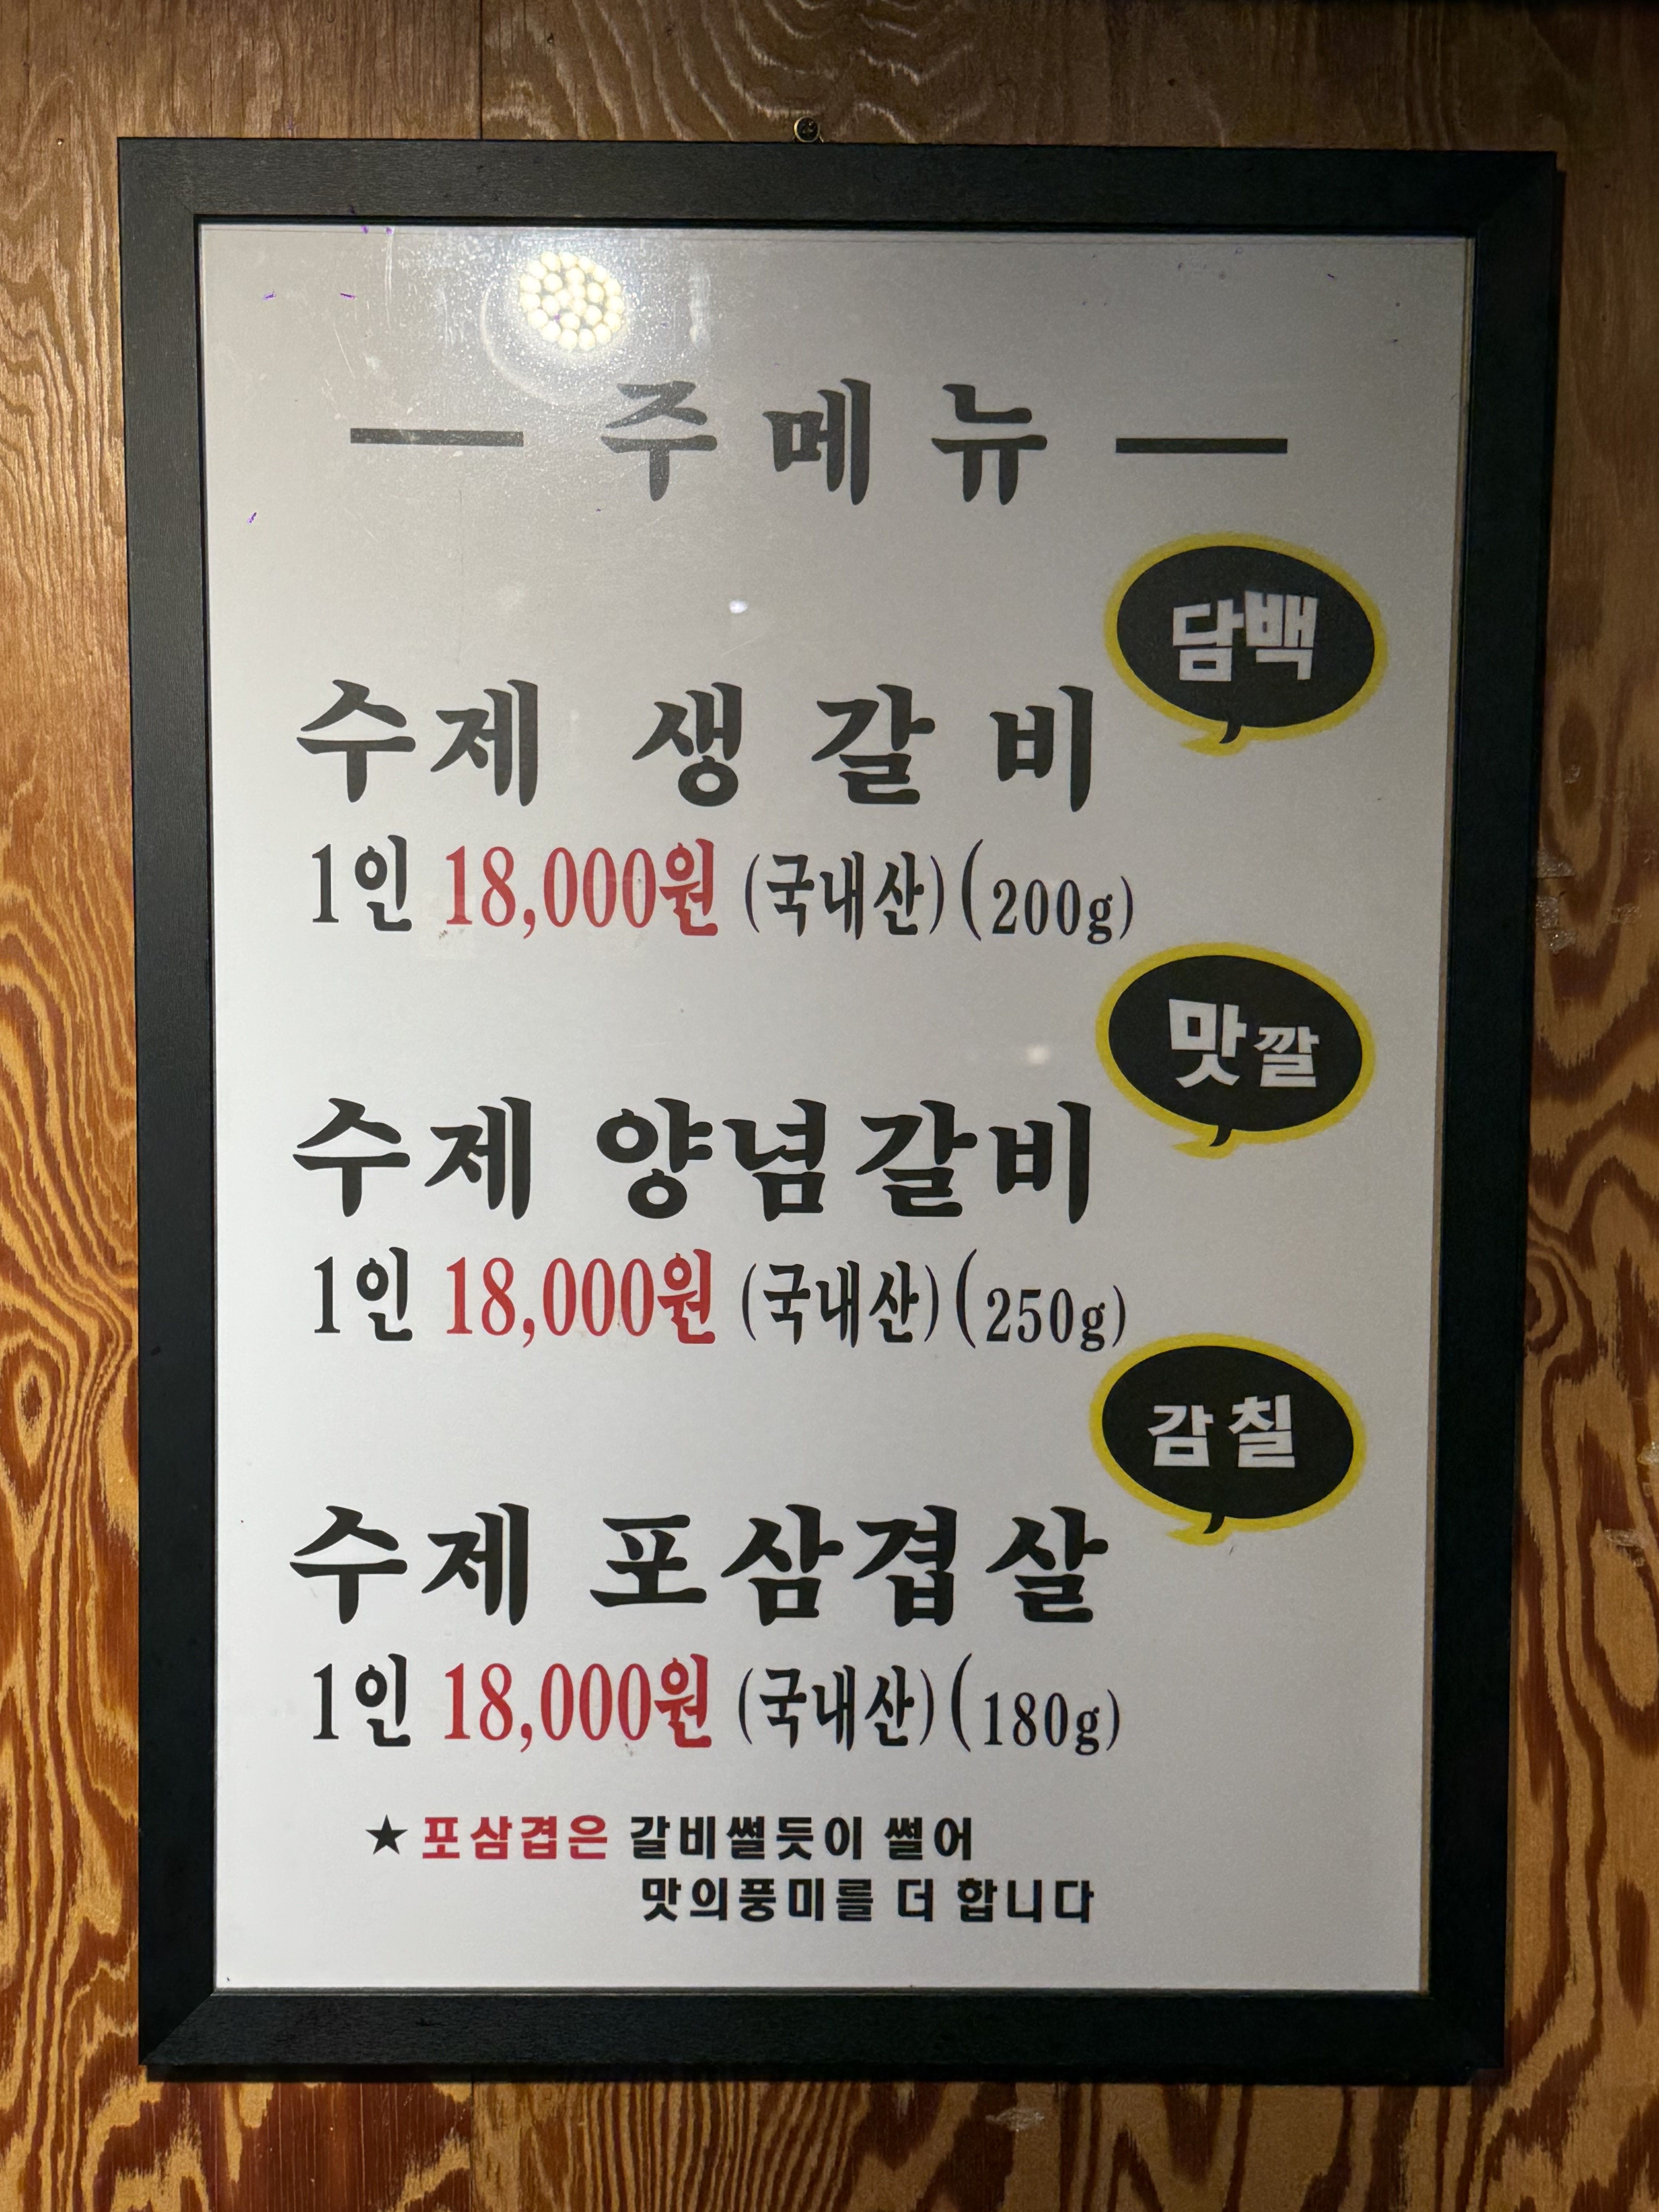 — 주메뉴 —
담백
수제 생갈비
1인 18,000원 (국내산) (200g)
맛깔
수제 양념갈비
1인 18,000원 (국내산) (250g)
감칠
수제 포삼겹살
1인 18,000원 (국내산) (180g)
★ 포삼겹은 갈비썰듯이 썰어
맛의풍미를 더 합니다